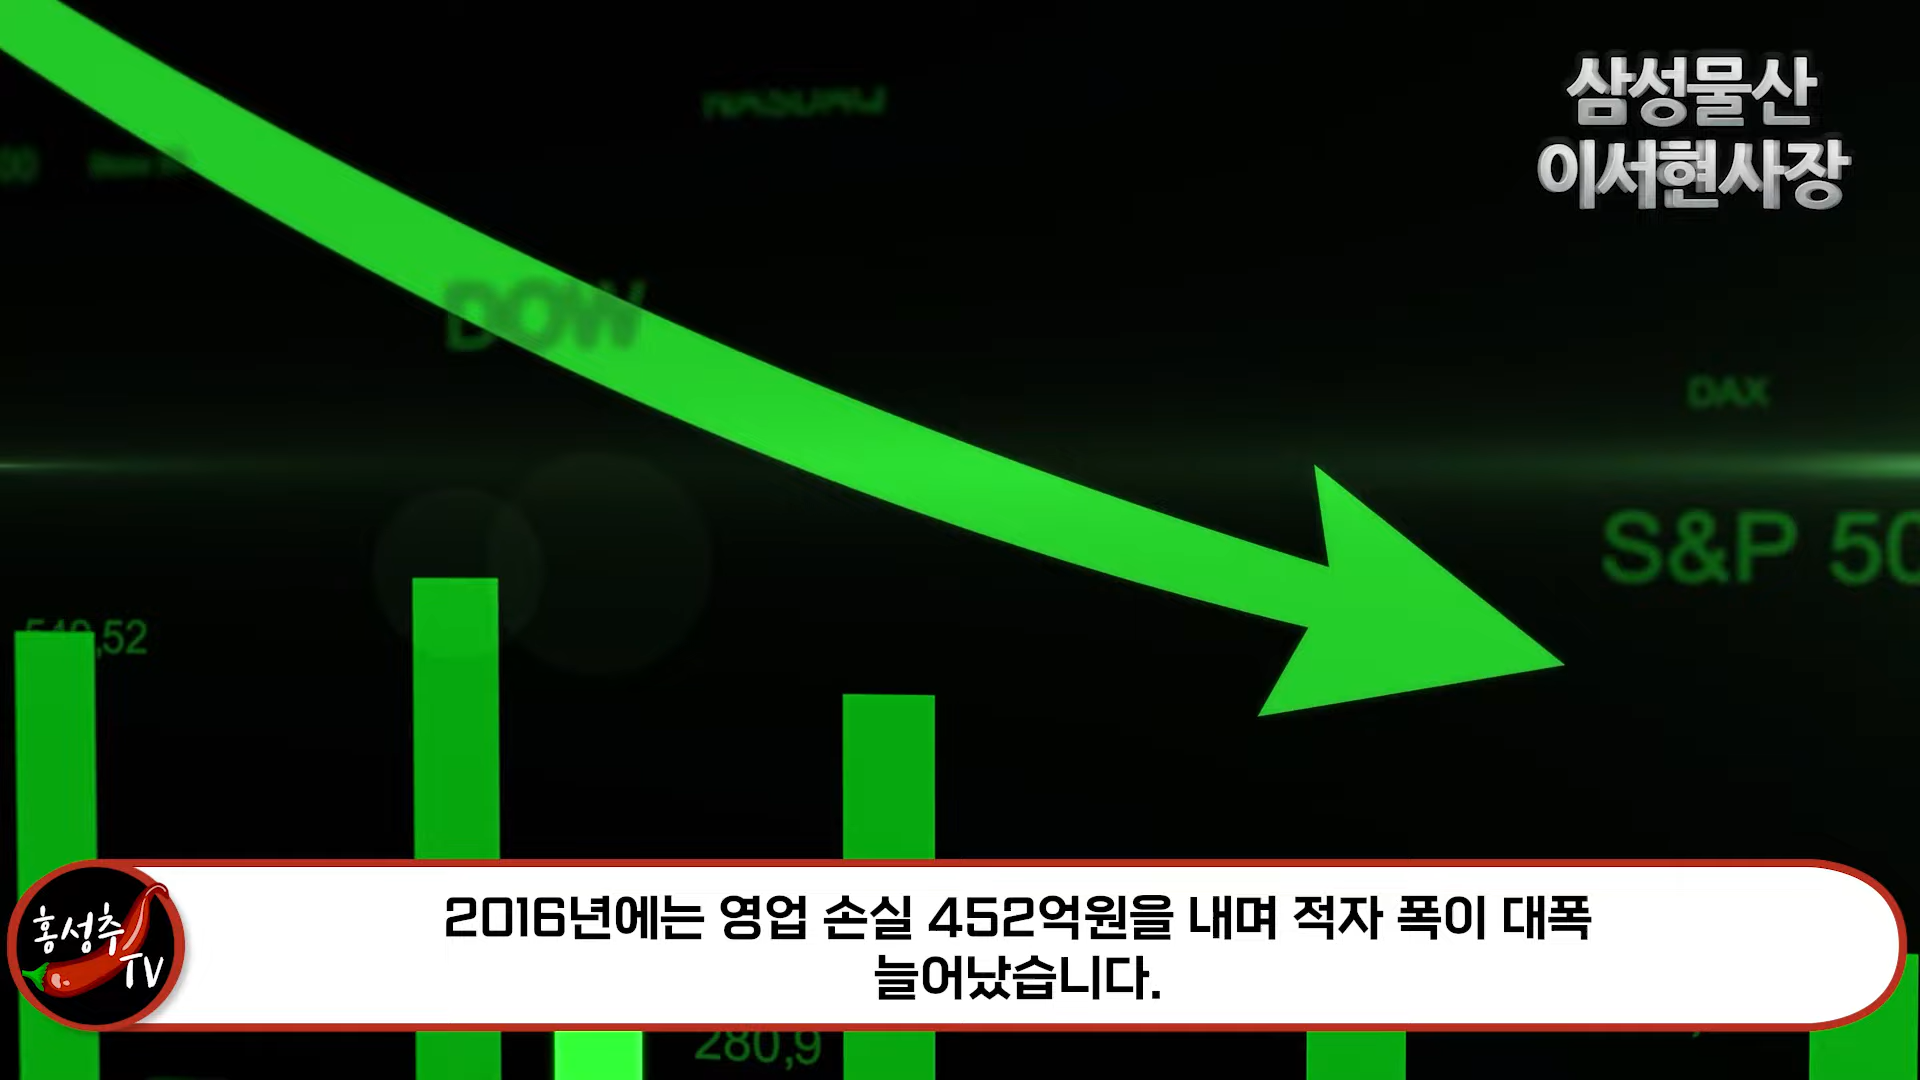 삼성물산
이서현사장
DOW
DAX
S&P 50
,52
2016년에는 영업 손실 452억원을 내며 적자 폭이 대폭
늘어났습니다.
홍성추
TV
280,9